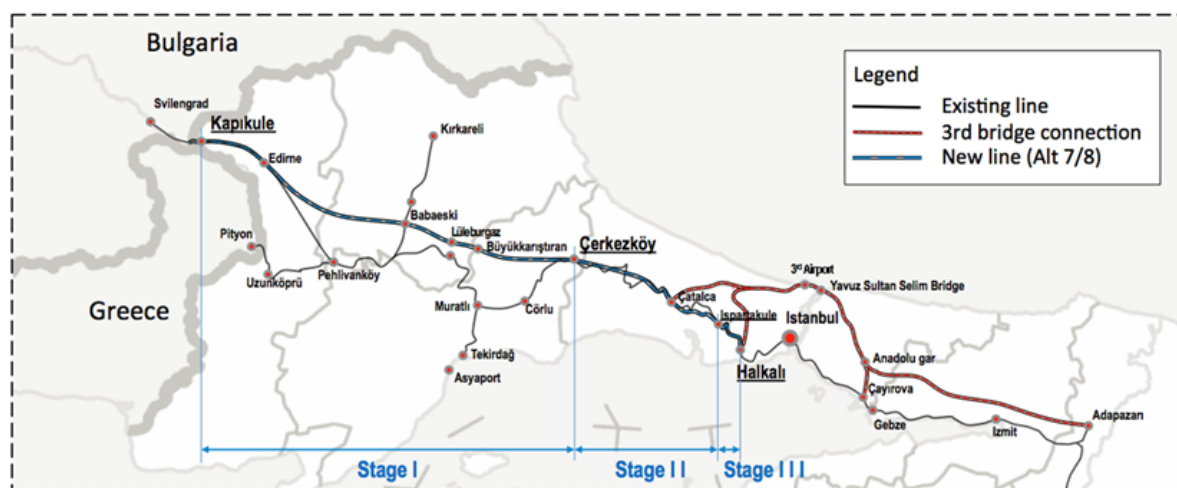 Bulgaria
Legend
Existing line
3rd bridge connection
New line (Alt 7/8)
Svilengrad
Kapıkule
Kırkareli
Edirne
Babaeski
Lüleburgaz
Büyükkarıştıran
Çerkezköy
Pityon
Uzunköprü
Pehlivanköy
Greece
Muratlı
Cörlu
Tekirdağ
Asyaport
3rd Airport
Yavuz Sultan Selim Bridge
Çatalca
Ispartakule
Istanbul
Halkalı
Anadolu gar
Çayırova
Gebze
Izmit
Adapazarı
Stage I
Stage I I
Stage I I I